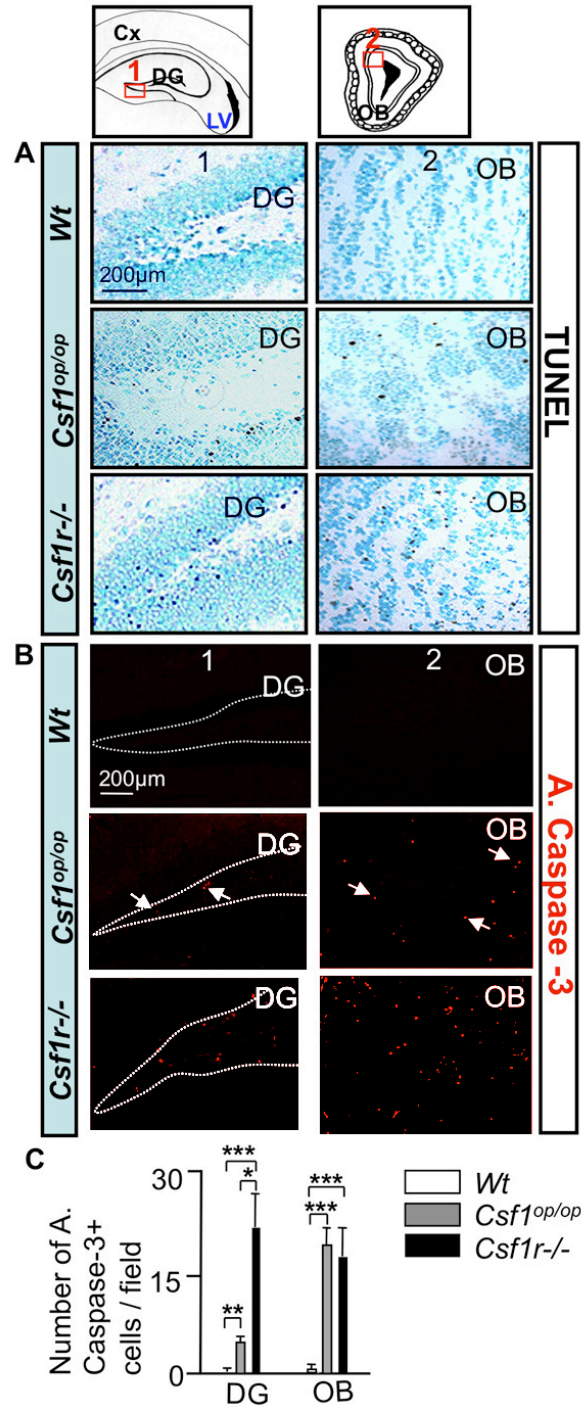 Cx
1
DG
LV
2
OB
A
Wt
1
DG
200μm
2
OB
Csf1op/op
DG
OB
Csf1r-/-
DG
OB
TUNEL
B
Wt
1
DG
200μm
2
OB
Csf1op/op
DG
OB
Csf1r-/-
DG
OB
A. Caspase -3
C
Number of A.
Caspase-3+
cells / field
30
15
0
***
*
**
***
***
DG
OB
Wt
Csf1op/op
Csf1r-/-